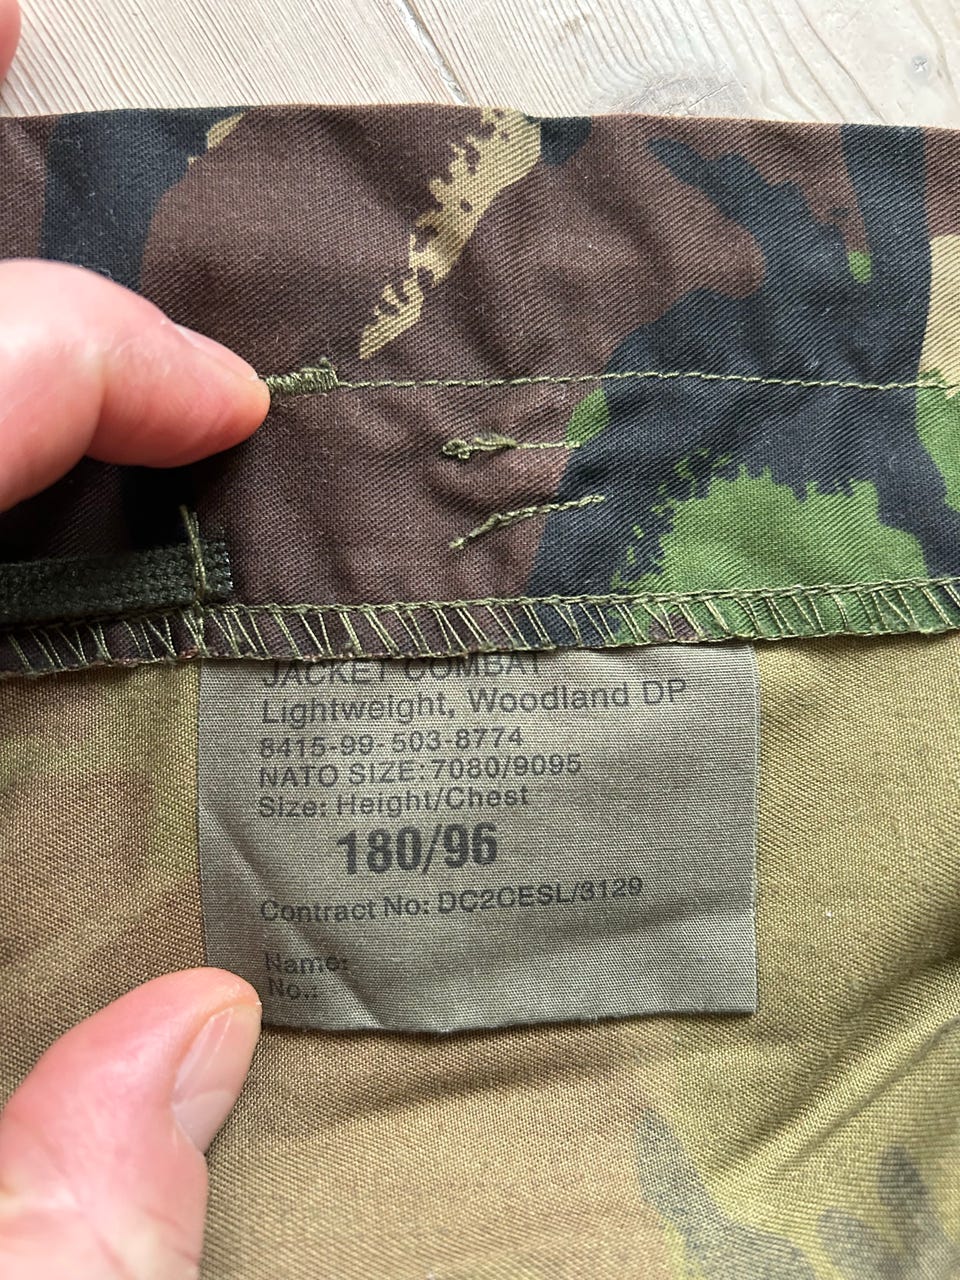 JACKET COMBAT
Lightweight, Woodland DP
8415-99-503-8774
NATO SIZE: 7080/9095
Size: Height/Chest
180/96
Contract No: DC2CESL/3129
Name:
No.: